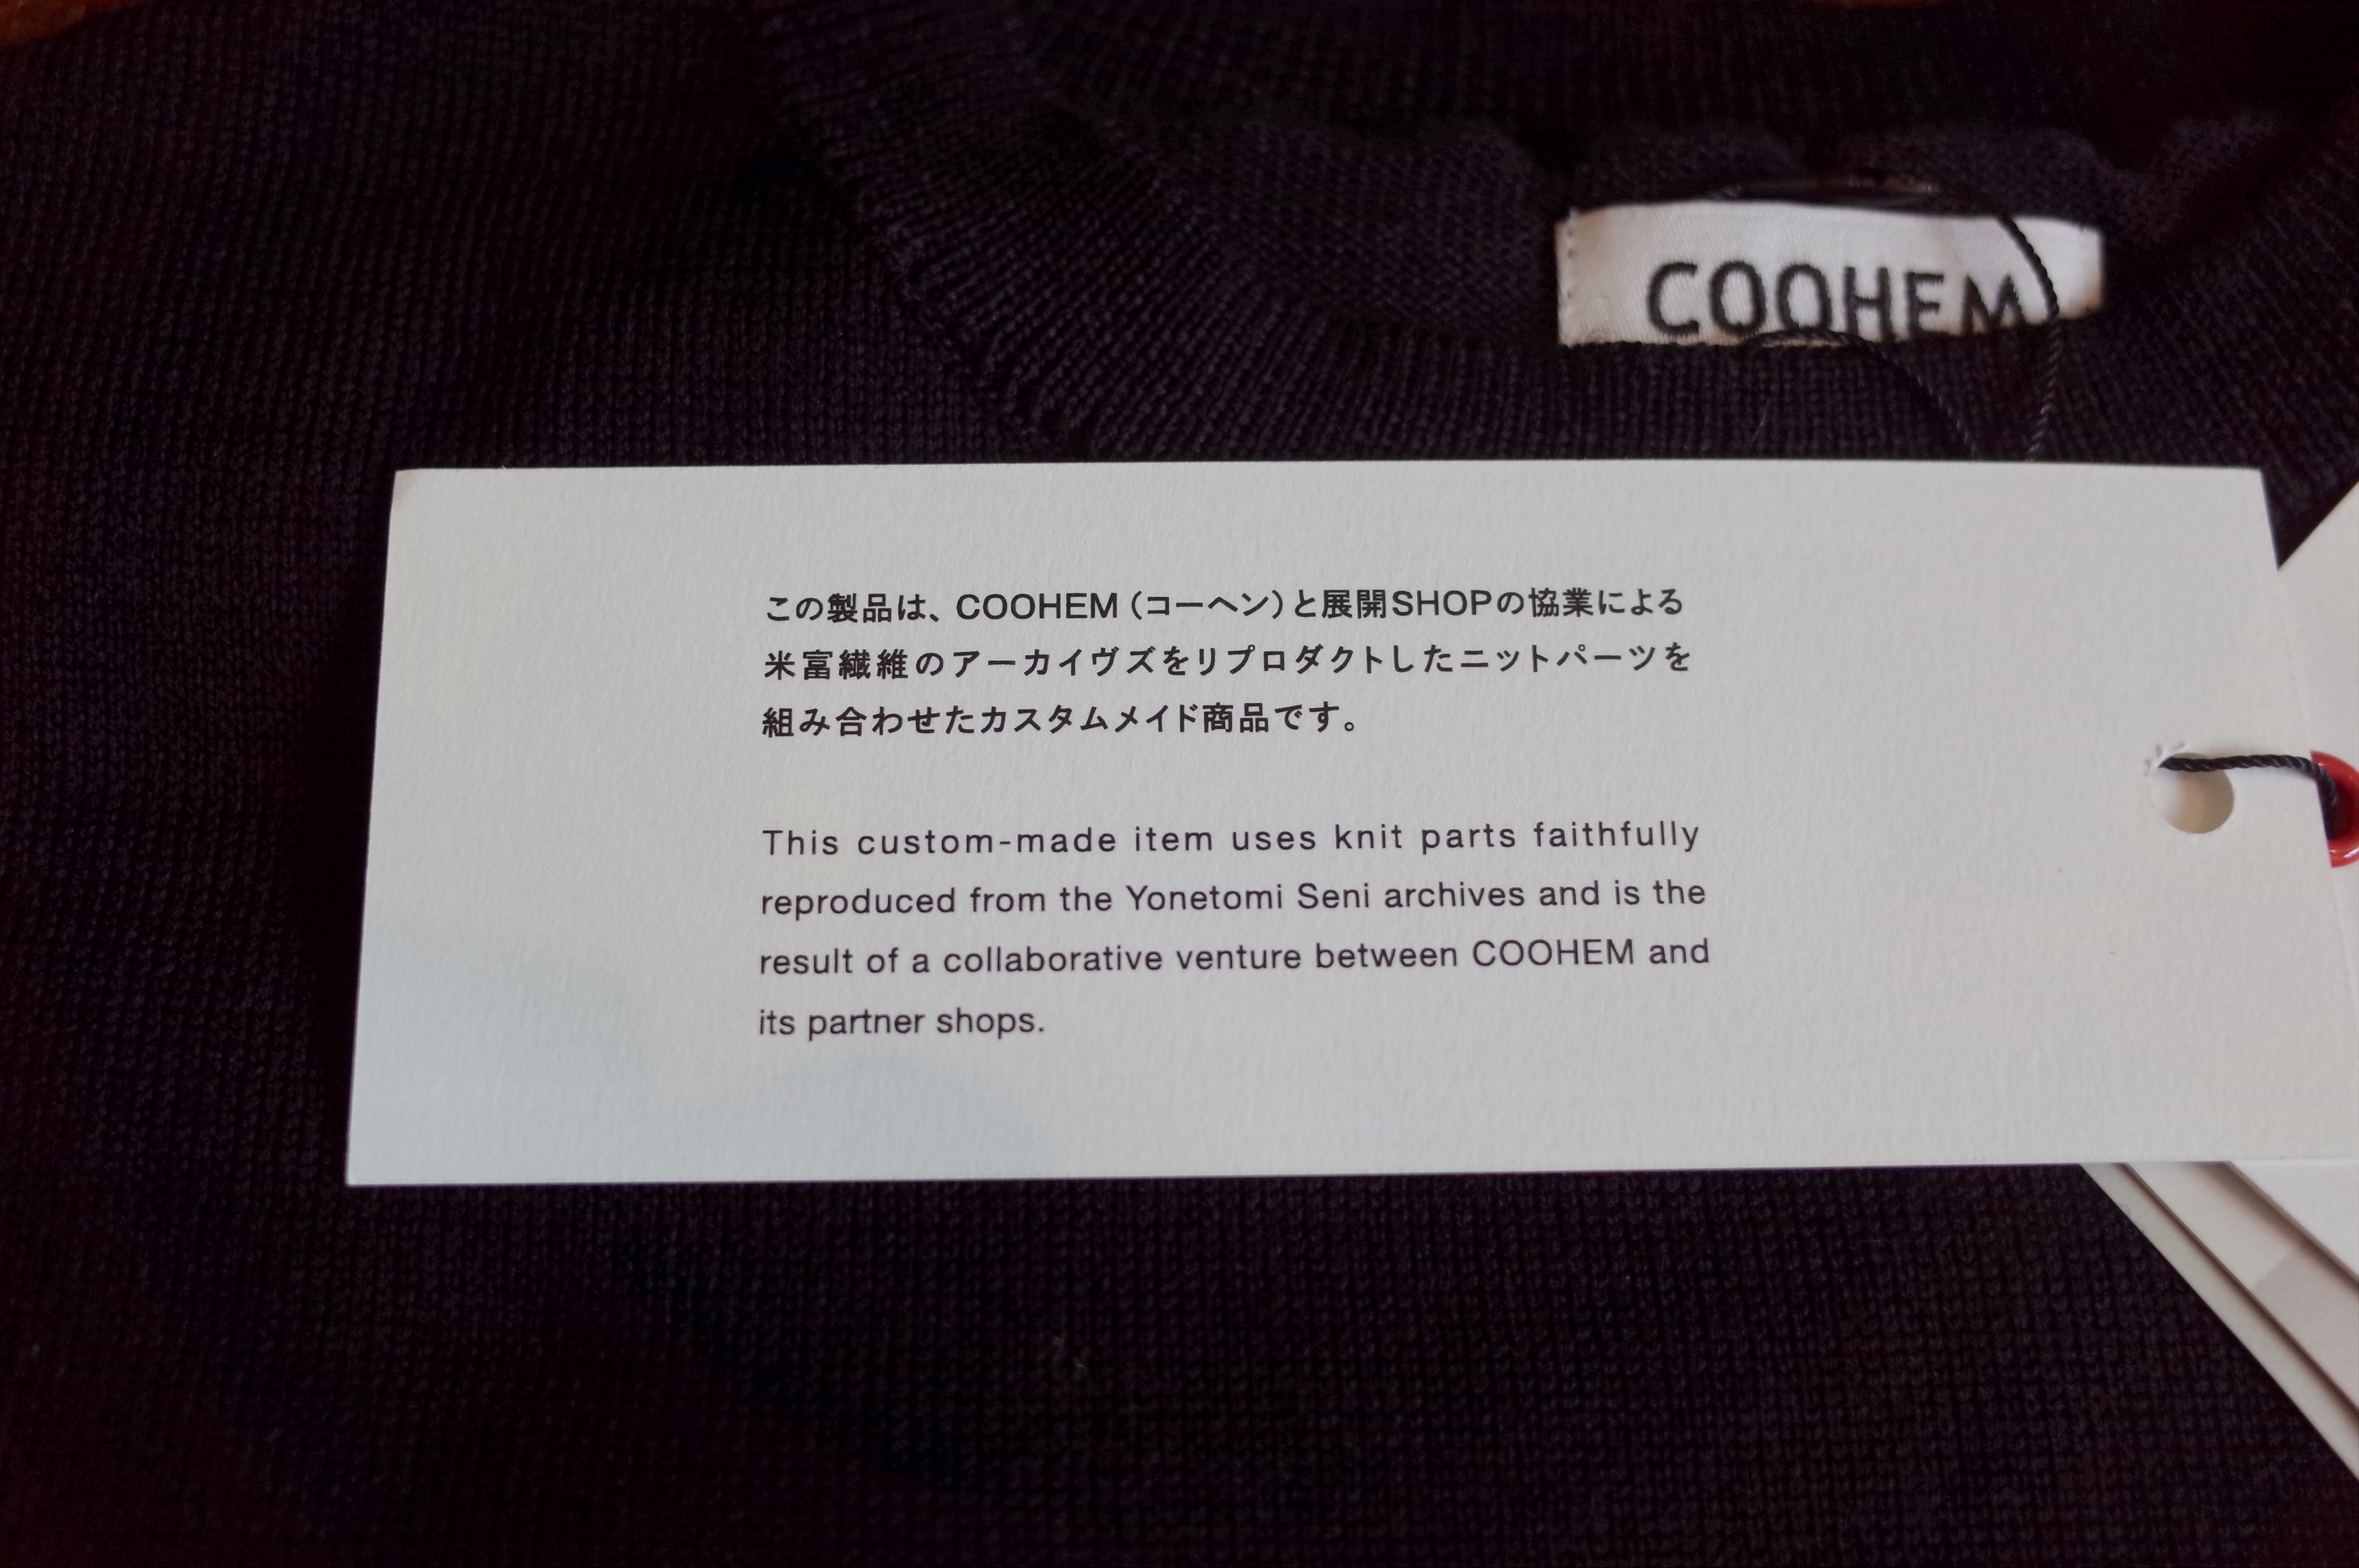 COOHEM
この製品は、COOHEM（コーヘン）と展開SHOPの協業による
米富繊維のアーカイヴズをリプロダクトしたニットパーツを
組み合わせたカスタムメイド商品です。
This custom-made item uses knit parts faithfully
reproduced from the Yonetomi Seni archives and is the
result of a collaborative venture between COOHEM and
its partner shops.